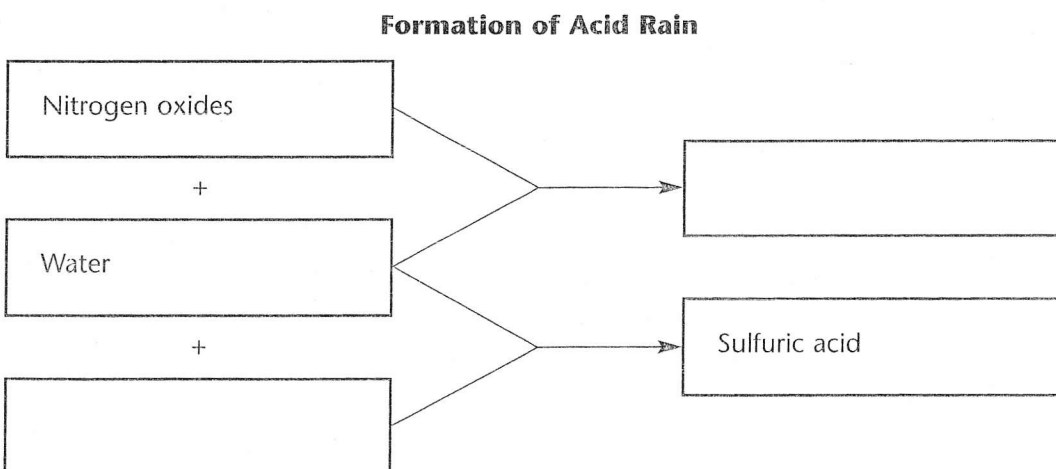 Formation of Acid Rain
Nitrogen oxides
+
Water
+
Sulfuric acid